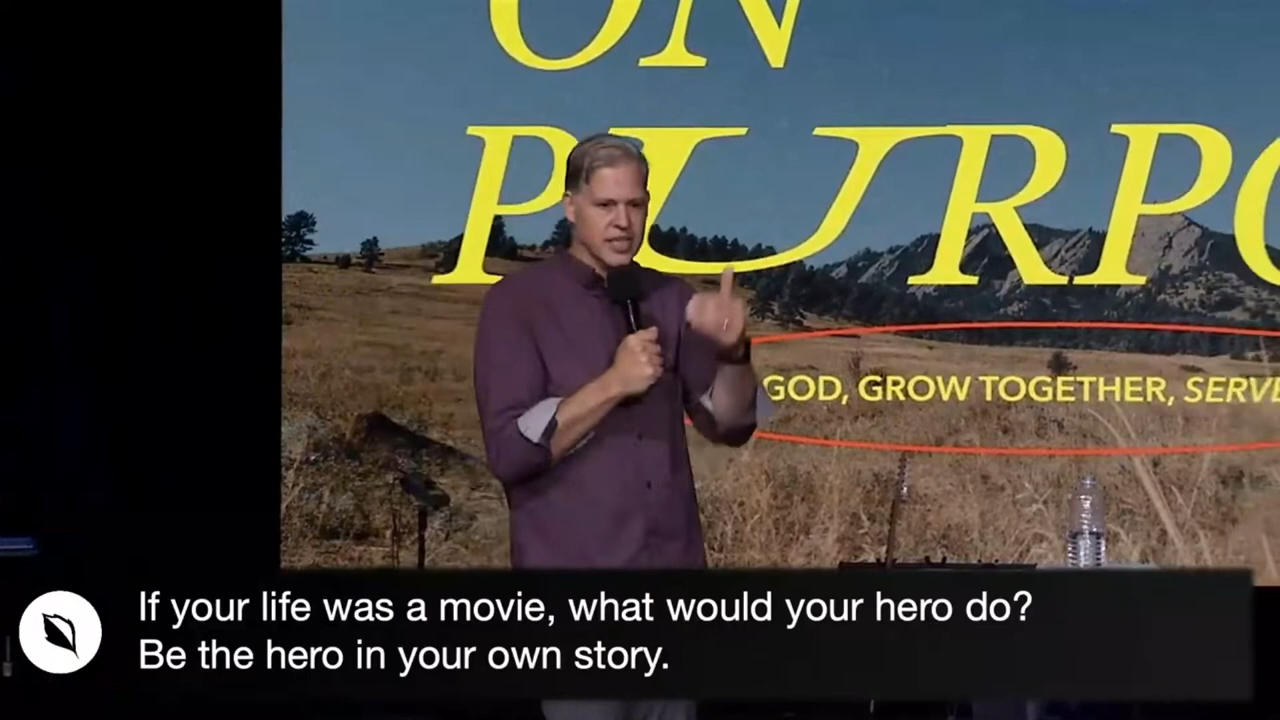 ON
PURPO
GOD, GROW TOGETHER, SERVE
If your life was a movie, what would your hero do?
Be the hero in your own story.